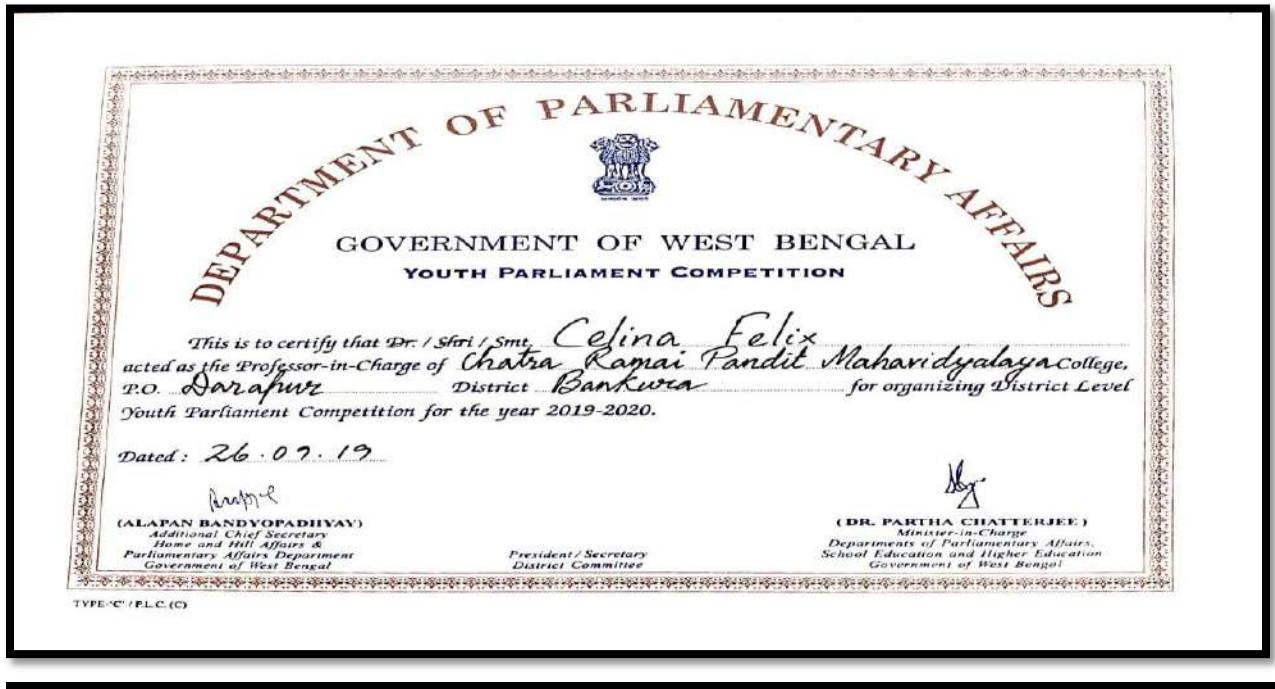 DEPARTMENT OF PARLIAMENTARY AFFAIRS
GOVERNMENT OF WEST BENGAL
YOUTH PARLIAMENT COMPETITION
This is to certify that Dr. / Shri / Smt. Celina Felix
acted as the Professor-in-Charge of Chatra Ramai Pandit Mahavidyalaya College,
P.O. Darapur District Bankura for organizing District Level
Youth Parliament Competition for the year 2019-2020.
Dated : 26.09.19
(ALAPAN BANDYOPADHYAY)
Additional Chief Secretary
Home and Hill Affairs &
Parliamentary Affairs Department
Government of West Bengal
President / Secretary
District Committee
( DR. PARTHA CHATTERJEE )
Minister-in-Charge
Departments of Parliamentary Affairs,
School Education and Higher Education
Government of West Bengal
TYPE-'C' / P.L.C. (C)